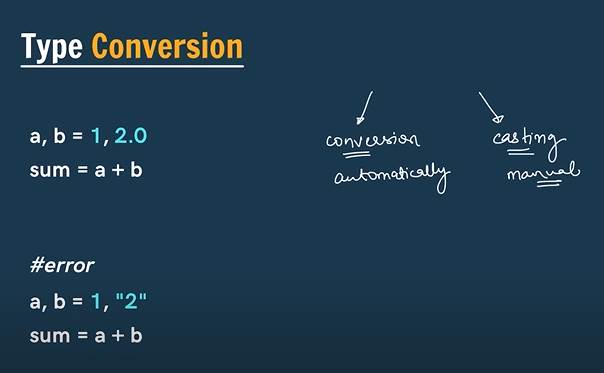 Type Conversion
a, b = 1, 2.0
sum = a + b
conversion
automatically
casting
manual
#error
a, b = 1, "2"
sum = a + b